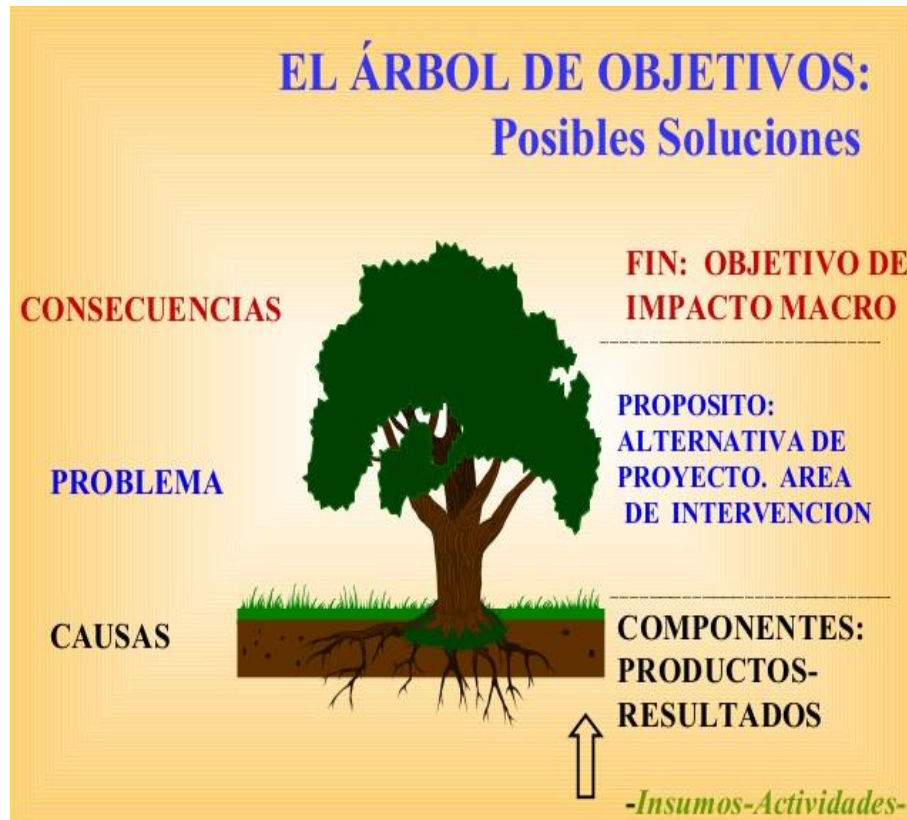 EL ÁRBOL DE OBJETIVOS:
Posibles Soluciones
CONSECUENCIAS
FIN: OBJETIVO DE
IMPACTO MACRO
PROBLEMA
PROPOSITO:
ALTERNATIVA DE
PROYECTO. AREA
DE INTERVENCION
CAUSAS
COMPONENTES:
PRODUCTOS-
RESULTADOS
-Insumos-Actividades-